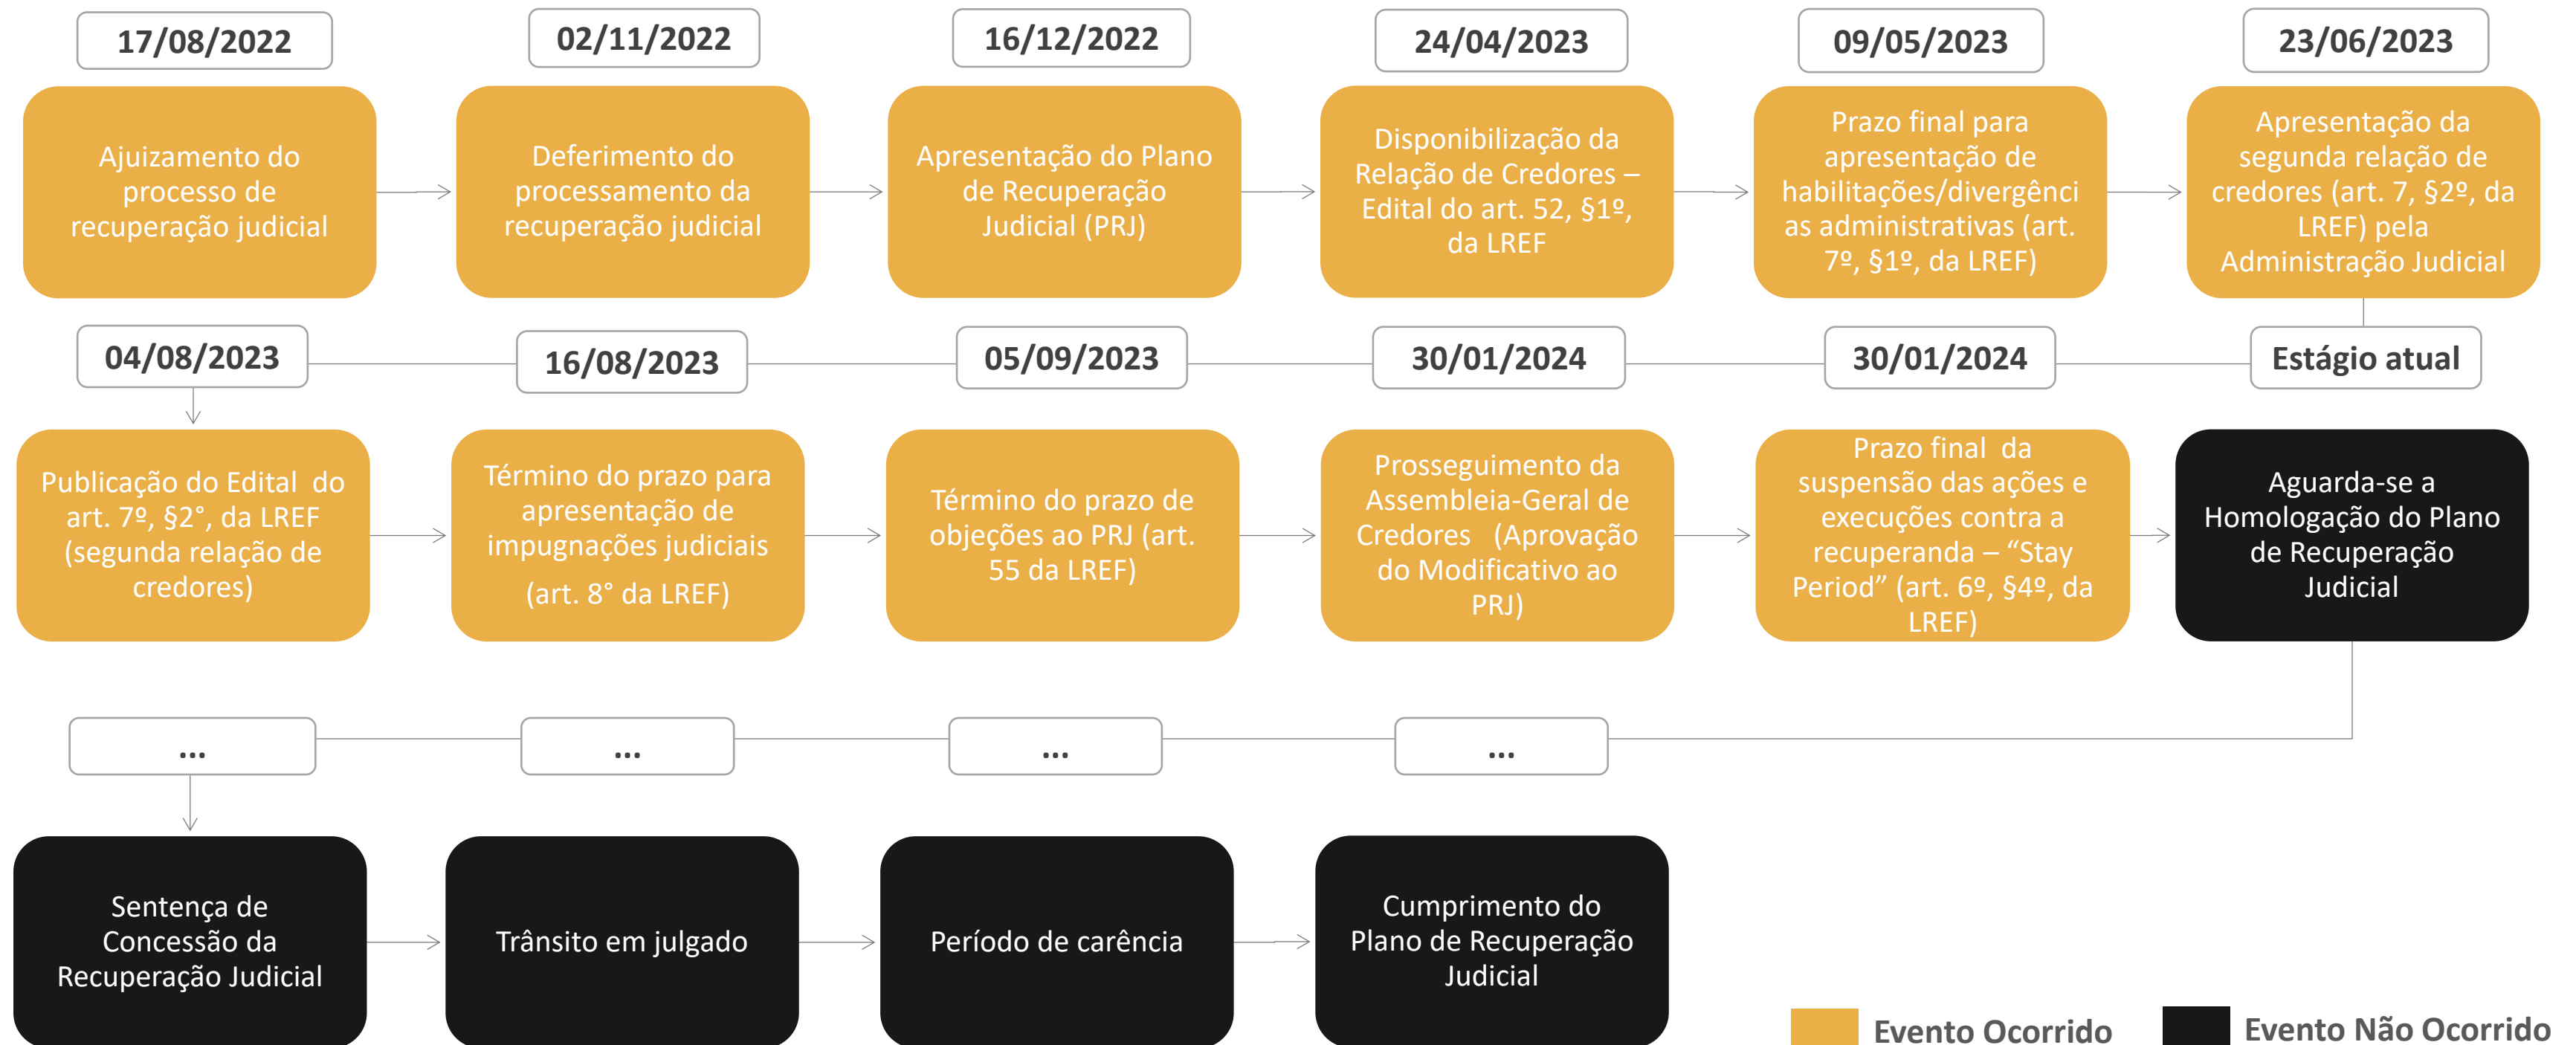 17/08/2022
02/11/2022
16/12/2022
24/04/2023
09/05/2023
23/06/2023
Ajuizamento do
processo de
recuperação judicial
Deferimento do
processamento da
recuperação judicial
Apresentação do Plano
de Recuperação
Judicial (PRJ)
Disponibilização da
Relação de Credores –
Edital do art. 52, §1º,
da LREF
Prazo final para
apresentação de
habilitações/divergênci
as administrativas (art.
7º, §1º, da LREF)
Apresentação da
segunda relação de
credores (art. 7, §2º, da
LREF) pela
Administração Judicial
04/08/2023
16/08/2023
05/09/2023
30/01/2024
30/01/2024
Estágio atual
Publicação do Edital do
art. 7º, §2°, da LREF
(segunda relação de
credores)
Término do prazo para
apresentação de
impugnações judiciais
(art. 8° da LREF)
Término do prazo de
objeções ao PRJ (art.
55 da LREF)
Prosseguimento da
Assembleia-Geral de
Credores (Aprovação
do Modificativo ao
PRJ)
Prazo final da
suspensão das ações e
execuções contra a
recuperanda – “Stay
Period” (art. 6º, §4º, da
LREF)
Aguarda-se a
Homologação do Plano
de Recuperação
Judicial
...
...
...
...
Sentença de
Concessão da
Recuperação Judicial
Trânsito em julgado
Período de carência
Cumprimento do
Plano de Recuperação
Judicial
Evento Ocorrido
Evento Não Ocorrido